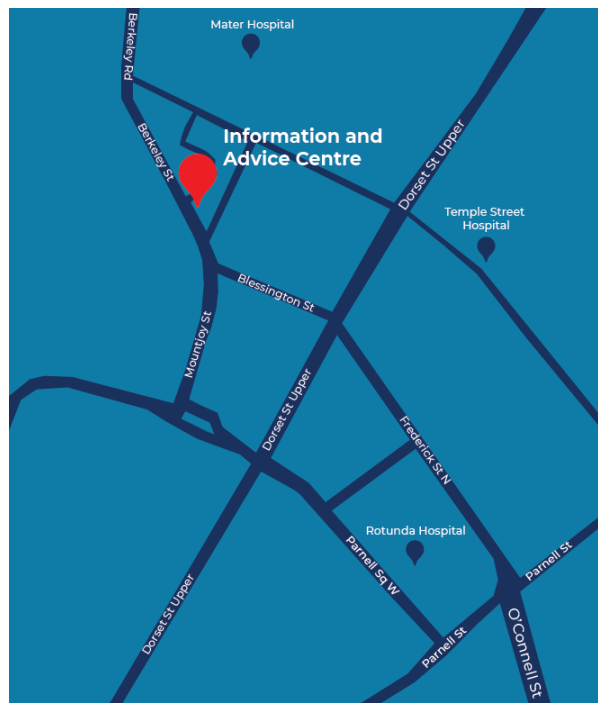 Mater Hospital
Berkeley Rd
Berkeley St
Information and
Advice Centre
Dorset St Upper
Temple Street
Hospital
Blessington St
Mountjoy St
Dorset St Upper
Frederick St N
Rotunda Hospital
Parnell Sq W
Parnell St
Dorset St Upper
Parnell St
O'Connell St